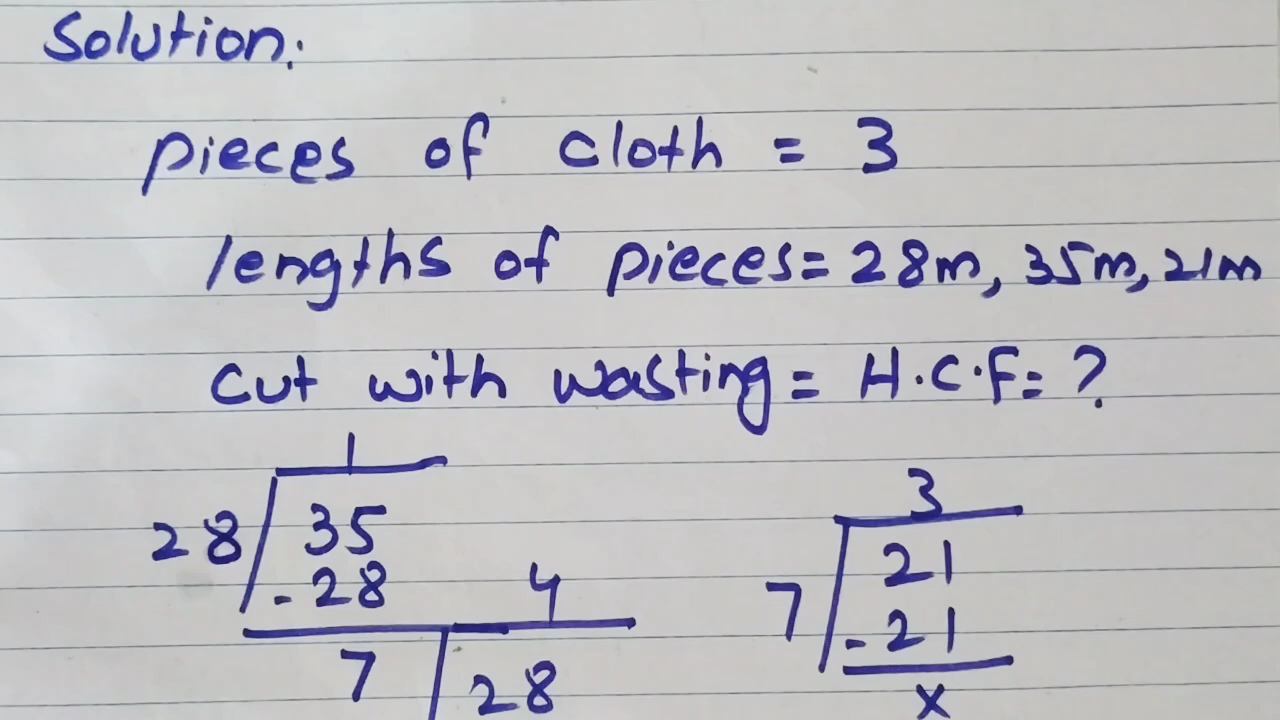 Solution:
pieces of cloth = 3
lengths of pieces= 28m, 35m, 21m
cut with wasting = H.C.F= ?
1
3
28 35
21
- 28
4
7
- 21
7 28
x